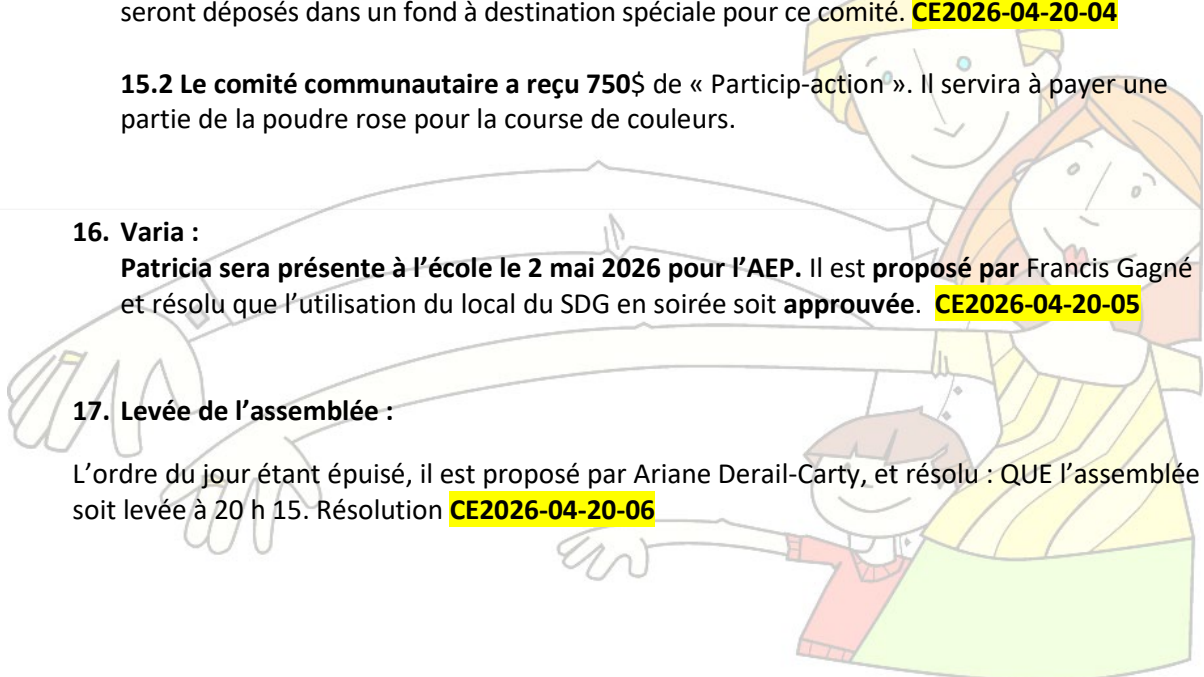 seront déposés dans un fond à destination spéciale pour ce comité. CE2026-04-20-04
15.2 Le comité communautaire a reçu 750$ de « Particip-action ». Il servira à payer une
partie de la poudre rose pour la course de couleurs.
16. Varia :
Patricia sera présente à l’école le 2 mai 2026 pour l’AEP. Il est proposé par Francis Gagné
et résolu que l’utilisation du local du SDG en soirée soit approuvée. CE2026-04-20-05
17. Levée de l’assemblée :
L’ordre du jour étant épuisé, il est proposé par Ariane Derail-Carty, et résolu : QUE l’assemblée
soit levée à 20 h 15. Résolution CE2026-04-20-06